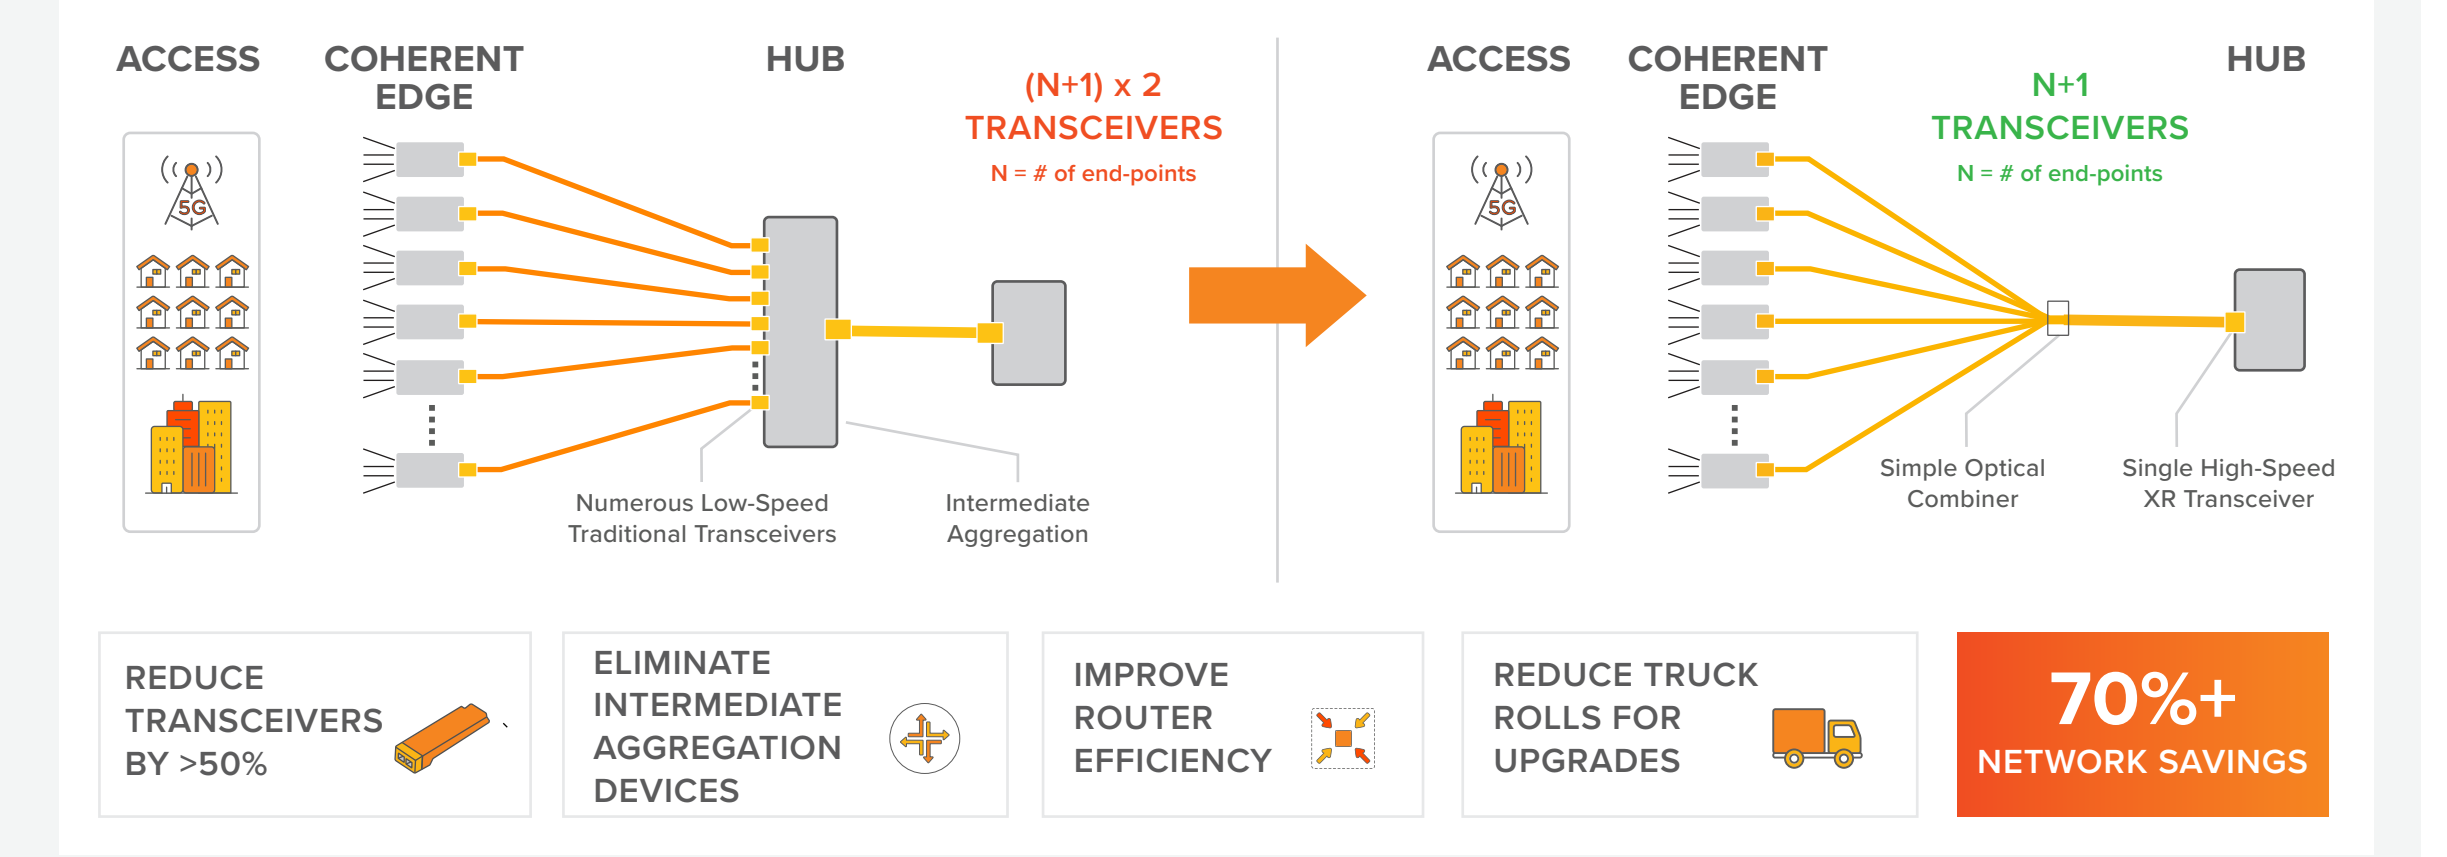 ACCESS
COHERENT
EDGE
HUB
(N+1) x 2
TRANSCEIVERS
N = # of end-points
5G
Numerous Low-Speed
Traditional Transceivers
Intermediate
Aggregation
ACCESS
COHERENT
EDGE
N+1
TRANSCEIVERS
N = # of end-points
HUB
5G
Simple Optical
Combiner
Single High-Speed
XR Transceiver
REDUCE
TRANSCEIVERS
BY >50%
ELIMINATE
INTERMEDIATE
AGGREGATION
DEVICES
IMPROVE
ROUTER
EFFICIENCY
REDUCE TRUCK
ROLLS FOR
UPGRADES
70%+
NETWORK SAVINGS